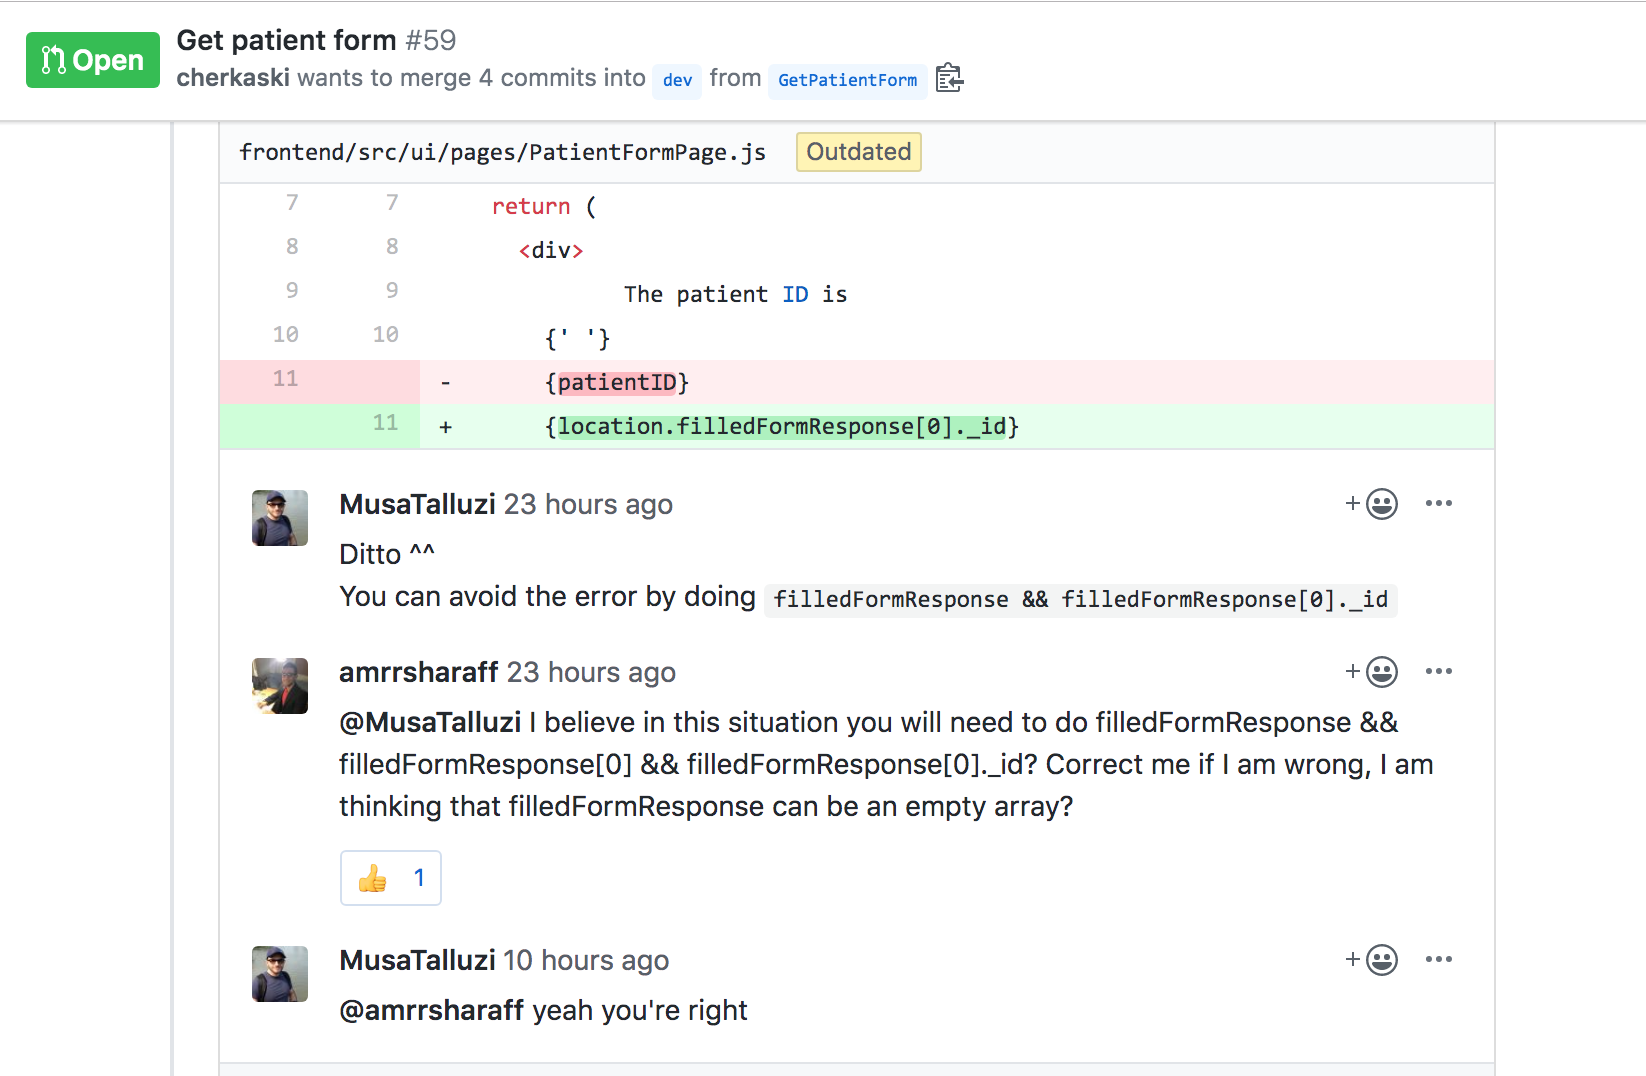 Open
Get patient form #59
cherkaski wants to merge 4 commits into dev from GetPatientForm
frontend/src/ui/pages/PatientFormPage.js Outdated
7 7 return (
8 8 <div>
9 9 The patient ID is
10 10 {' '}
11 - {patientID}
11 + {location.filledFormResponse[0]._id}
MusaTalluzi 23 hours ago
Ditto ^^
You can avoid the error by doing filledFormResponse && filledFormResponse[0]._id
amrrsharaff 23 hours ago
@MusaTalluzi I believe in this situation you will need to do filledFormResponse &&
filledFormResponse[0] && filledFormResponse[0]._id? Correct me if I am wrong, I am
thinking that filledFormResponse can be an empty array?
1
MusaTalluzi 10 hours ago
@amrrsharaff yeah you're right